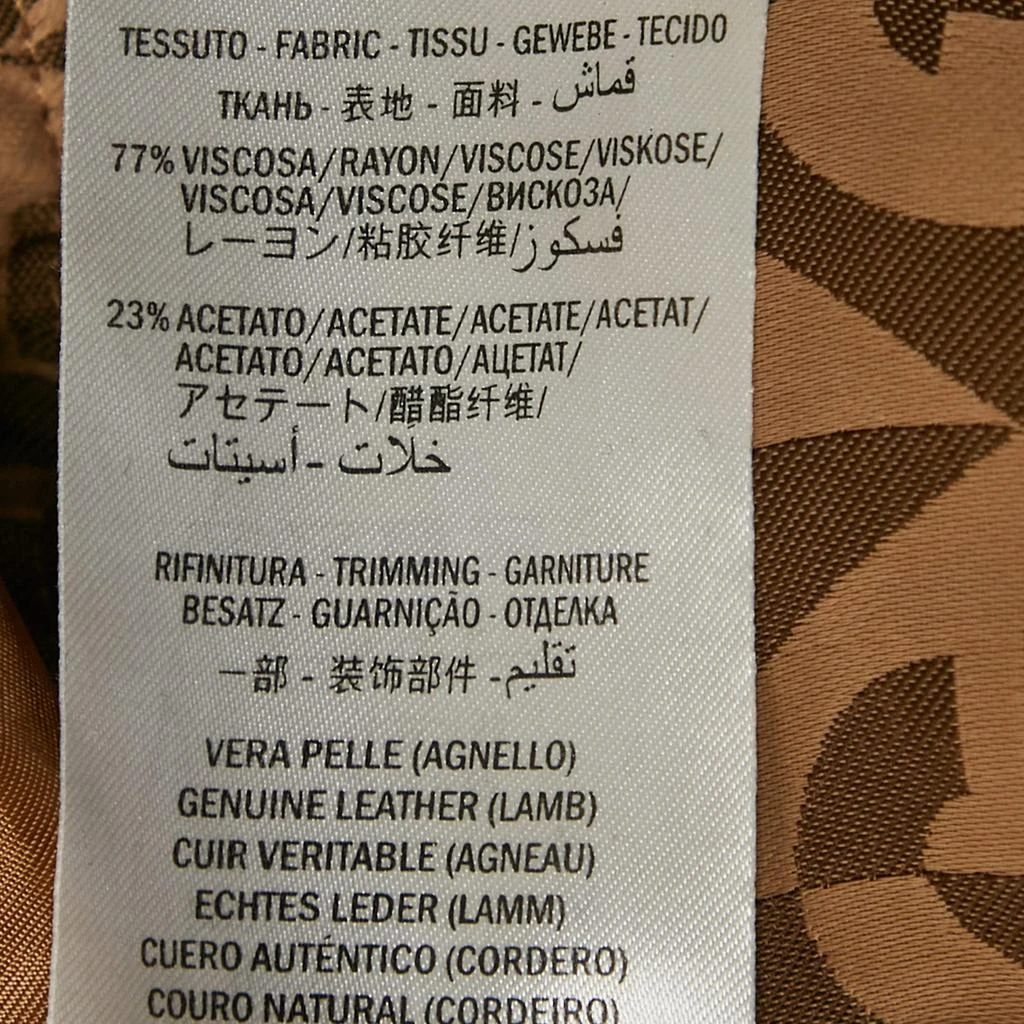 TESSUTO - FABRIC - TISSU - GEWEBE - TECIDO
ТКАНЬ - 表地 - 面料 - قماش
77% VISCOSA/RAYON/VISCOSE/VISKOSE/
VISCOSA/VISCOSE/ВИСКОЗА/
レーヨン/粘胶纤维/فسكوز
23% ACETATO/ACETATE/ACETATE/ACETAT/
ACETATO/ACETATO/АЦЕТАТ/
アセテート/醋酯纤维/
خلات - أسيتات
RIFINITURA - TRIMMING - GARNITURE
BESATZ - GUARNIÇÃO - ОТДЕЛКА
一部 - 装饰部件 - تقليم
VERA PELLE (AGNELLO)
GENUINE LEATHER (LAMB)
CUIR VERITABLE (AGNEAU)
ECHTES LEDER (LAMM)
CUERO AUTÉNTICO (CORDERO)
COURO NATURAL (CORDEIRO)